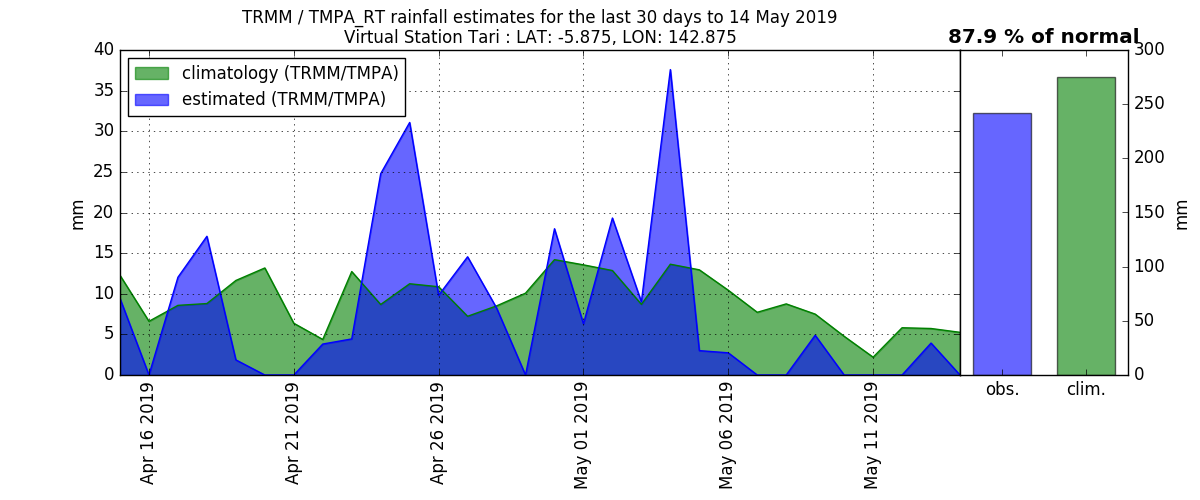 TRMM / TMPA_RT rainfall estimates for the last 30 days to 14 May 2019
Virtual Station Tari : LAT: -5.875, LON: 142.875
87.9 % of normal
climatology (TRMM/TMPA)
estimated (TRMM/TMPA)
40
35
30
25
20
15
10
5
0
mm
Apr 16 2019
Apr 21 2019
Apr 26 2019
May 01 2019
May 06 2019
May 11 2019
300
250
200
150
100
50
0
mm
obs.
clim.